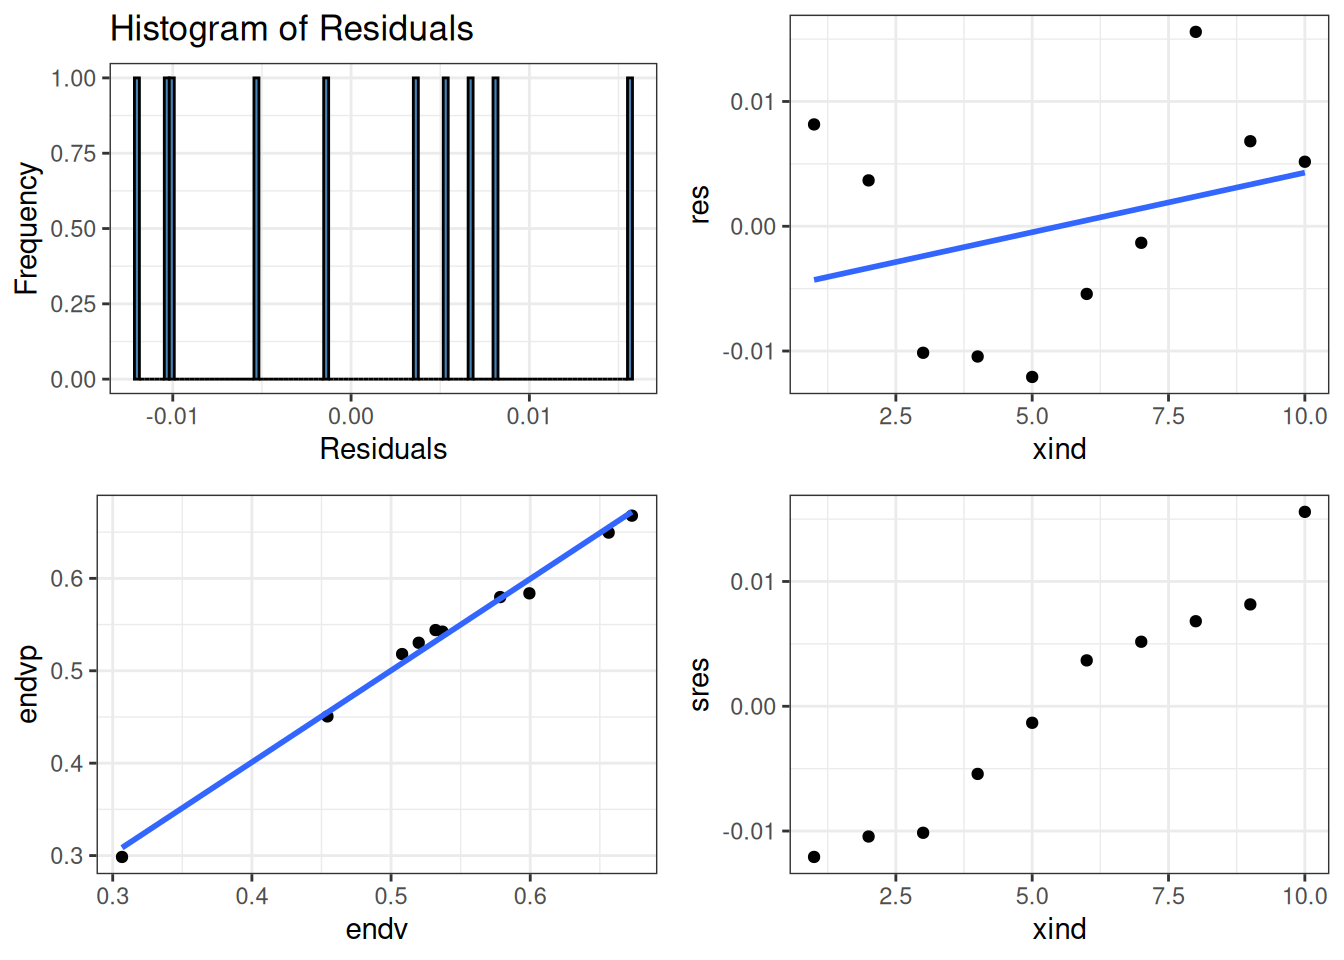 Histogram of Residuals
1.00
0.75
0.50
0.25
0.00
Frequency
-0.01 0.00 0.01
Residuals
0.01
0.00
-0.01
res
2.5 5.0 7.5 10.0
xind
0.6
0.5
0.4
0.3
endvp
0.3 0.4 0.5 0.6
endv
0.01
0.00
-0.01
sres
2.5 5.0 7.5 10.0
xind